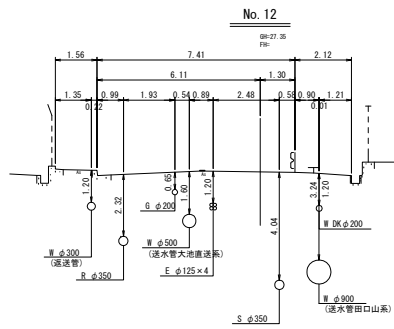 No. 12
GH=27.35
FH=
1.56 7.41 2.12
6.11 1.30
1.35 0.22 0.99 1.93 0.54 0.89 2.48 0.58 0.90 0.01 1.21
1.20 2.32 0.65 1.60 1.20 4.04 3.24 1.20
G φ200
W DKφ200
W φ300
(返送管)
W φ500
(送水管大池直送系)
R φ350
E φ125×4
W φ900
(送水管田口山系)
S φ350